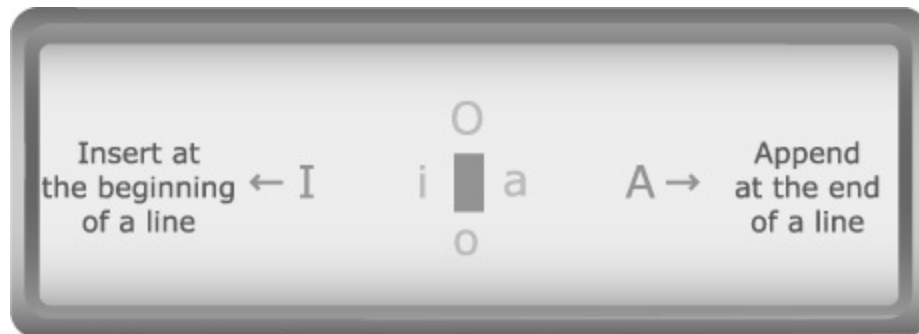 O
Insert at
the beginning
of a line
← I
i
a
A →
Append
at the end
of a line
o